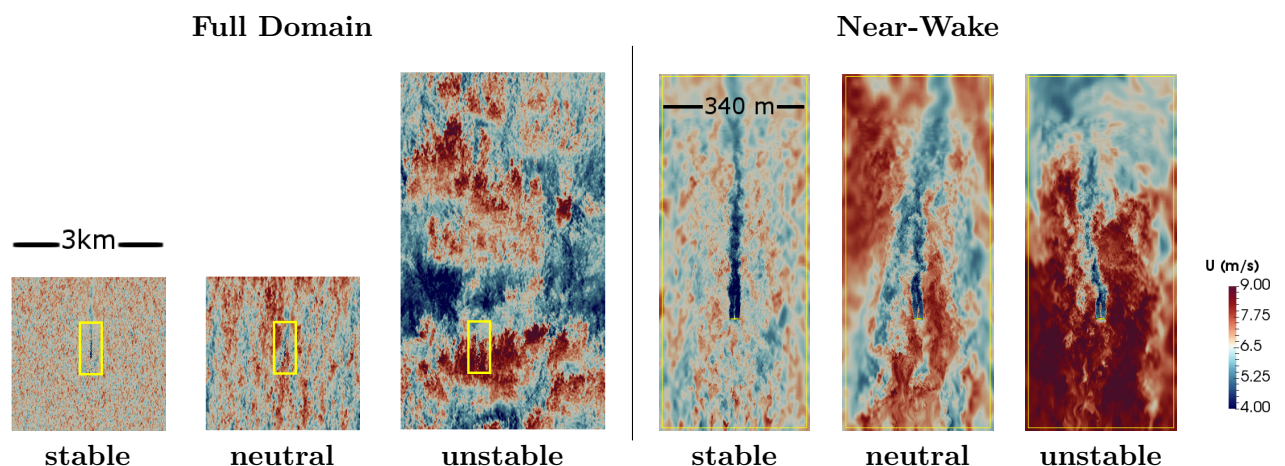 Full Domain
Near-Wake
340 m
3km
U (m/s)
9.00
7.75
6.5
5.25
4.00
stable
neutral
unstable
stable
neutral
unstable